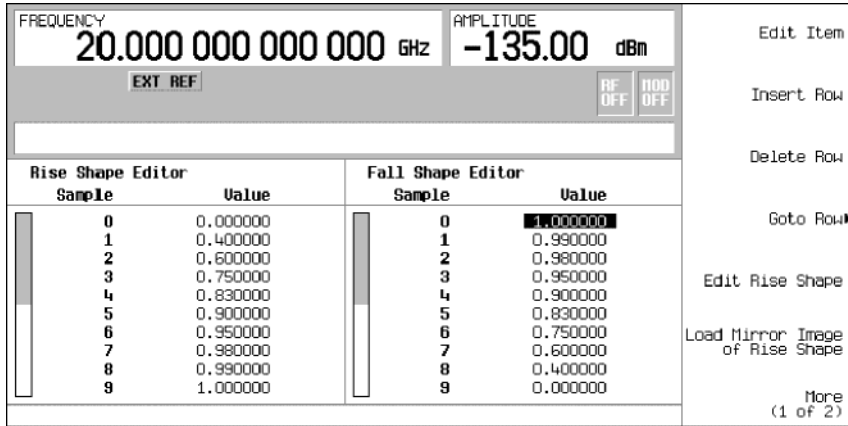 FREQUENCY
20.000 000 000 000 GHz
AMPLITUDE
-135.00 dBm
EXT REF
RF OFF
MOD OFF
Rise Shape Editor
Sample Value
0 0.000000
1 0.400000
2 0.600000
3 0.750000
4 0.830000
5 0.900000
6 0.950000
7 0.980000
8 0.990000
9 1.000000
Fall Shape Editor
Sample Value
0 1.000000
1 0.990000
2 0.980000
3 0.950000
4 0.900000
5 0.830000
6 0.750000
7 0.600000
8 0.400000
9 0.000000
Edit Item
Insert Row
Delete Row
Goto Row
Edit Rise Shape
Load Mirror Image
of Rise Shape
More
(1 of 2)